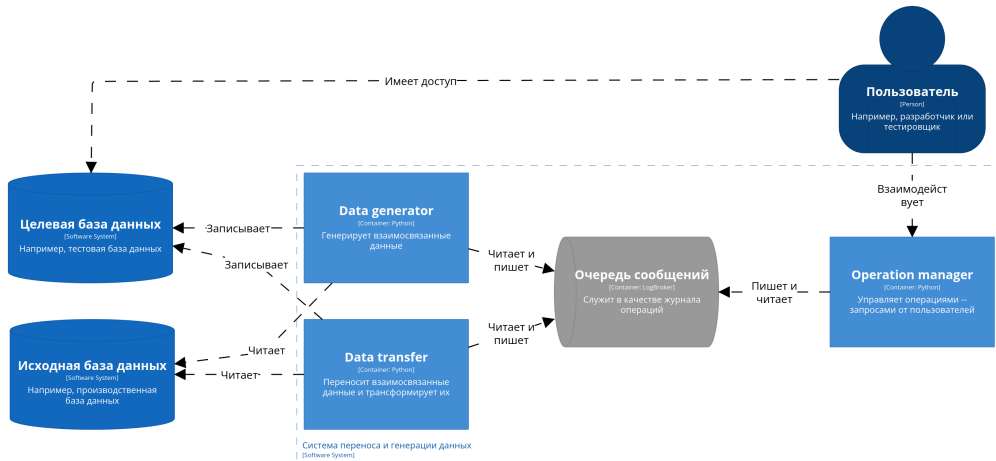 Имеет доступ
Пользователь
[Person]
Например, разработчик или
тестировщик
Взаимодейст
вует
Целевая база данных
[Software System]
Например, тестовая база данных
Записывает
Записывает
Data generator
[Container: Python]
Генерирует взаимосвязанные
данные
Читает и
пишет
Очередь сообщений
[Container: LogBroker]
Служит в качестве журнала
операций
Пишет и
читает
Operation manager
[Container: Python]
Управляет операциями --
запросами от пользователей
Исходная база данных
[Software System]
Например, производственная
база данных
Читает
Читает
Data transfer
[Container: Python]
Переносит взаимосвязанные
данные и трансформирует их
Читает и
пишет
Система переноса и генерации данных
[Software System]